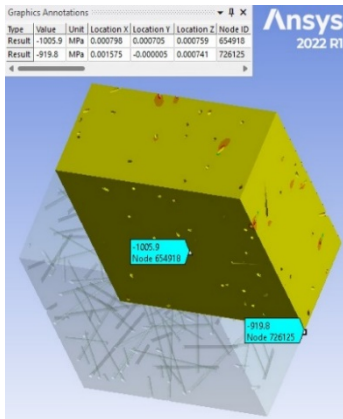 Graphics Annotations
Type Value Unit Location X Location Y Location Z Node ID
Result -1005.9 MPa 0.000798 0.000705 0.000759 654918
Result -919.8 MPa 0.001575 -0.000005 0.000741 726125
Ansys
2022 R1
-1005.9
Node 654918
-919.8
Node 726125